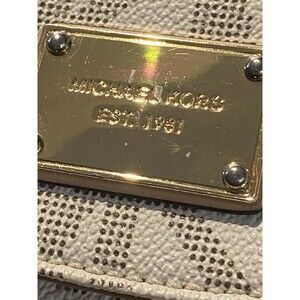 MICHAEL KORS
EST. 1981